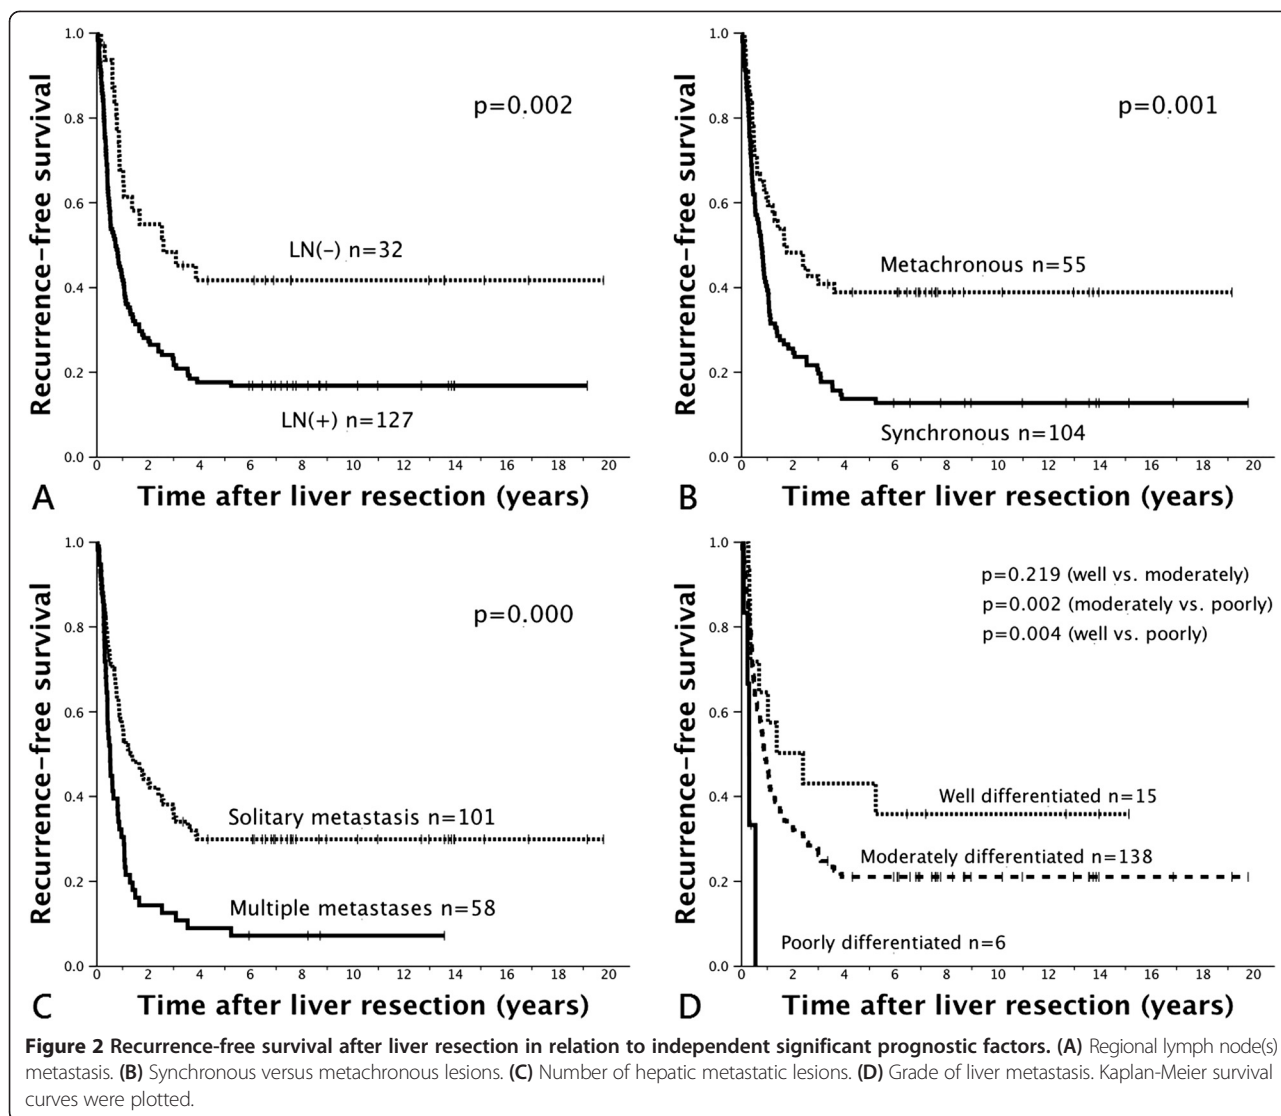 1.0
0.8
0.6
0.4
0.2
0.0
Recurrence-free survival
p=0.002
LN(-) n=32
LN(+) n=127
0 2 4 6 8 10 12 14 16 18 20
Time after liver resection (years)
A
1.0
0.8
0.6
0.4
0.2
0.0
Recurrence-free survival
p=0.001
Metachronous n=55
Synchronous n=104
0 2 4 6 8 10 12 14 16 18 20
Time after liver resection (years)
B
1.0
0.8
0.6
0.4
0.2
0.0
Recurrence-free survival
p=0.000
Solitary metastasis n=101
Multiple metastases n=58
0 2 4 6 8 10 12 14 16 18 20
Time after liver resection (years)
C
1.0
0.8
0.6
0.4
0.2
0.0
Recurrence-free survival
p=0.219 (well vs. moderately)
p=0.002 (moderately vs. poorly)
p=0.004 (well vs. poorly)
Well differentiated n=15
Moderately differentiated n=138
Poorly differentiated n=6
0 2 4 6 8 10 12 14 16 18 20
Time after liver resection (years)
D
Figure 2 Recurrence-free survival after liver resection in relation to independent significant prognostic factors. (A) Regional lymph node(s)
metastasis. (B) Synchronous versus metachronous lesions. (C) Number of hepatic metastatic lesions. (D) Grade of liver metastasis. Kaplan-Meier survival
curves were plotted.